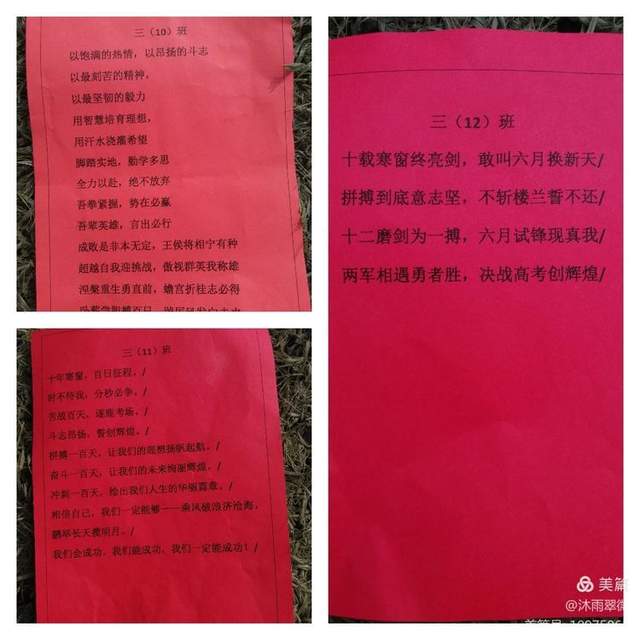 三（10）班
以饱满的热情，以昂扬的斗志
以最刻苦的精神，
以最坚韧的毅力
用智慧培育理想，
用汗水浇灌希望
脚踏实地，勤学多思
全力以赴，绝不放弃
吾拳紧握，势在必赢
吾辈英雄，言出必行
成败是非本无定，王侯将相宁有种
超越自我迎挑战，傲视群英我称雄
涅槃重生勇直前，蟾宫折桂志必得
三（11）班
十年寒窗，百日征程。/
时不待我，分秒必争。/
苦战百天，逐鹿考场。/
斗志昂扬，誓创辉煌。/
拼搏一百天，让我们的理想扬帆起航。/
奋斗一百天，让我们的未来绚丽辉煌。/
冲刺一百天，绘出我们人生的华丽篇章。/
相信自己，我们一定能够——乘风破浪济沧海，
鹏举长天揽明月。/
我们会成功，我们能成功，我们一定能成功！/
三（12）班
十载寒窗终亮剑，敢叫六月换新天/
拼搏到底意志坚，不斩楼兰誓不还/
十二磨剑为一搏，六月试锋现真我/
两军相遇勇者胜，决战高考创辉煌/
美篇
@沐雨翠微